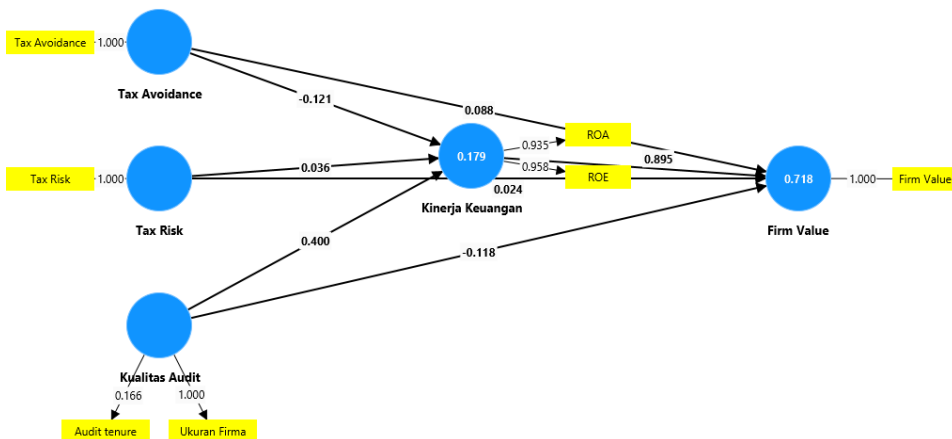 Tax Avoidance
1.000
Tax Avoidance
-0.121
0.088
ROA
0.935
0.179
0.895
0.958
ROE
Tax Risk
1.000
0.036
0.024
0.718
1.000
Firm Value
Kinerja Keuangan
Tax Risk
Firm Value
0.400
-0.118
Kualitas Audit
0.166
1.000
Audit tenure
Ukuran Firma